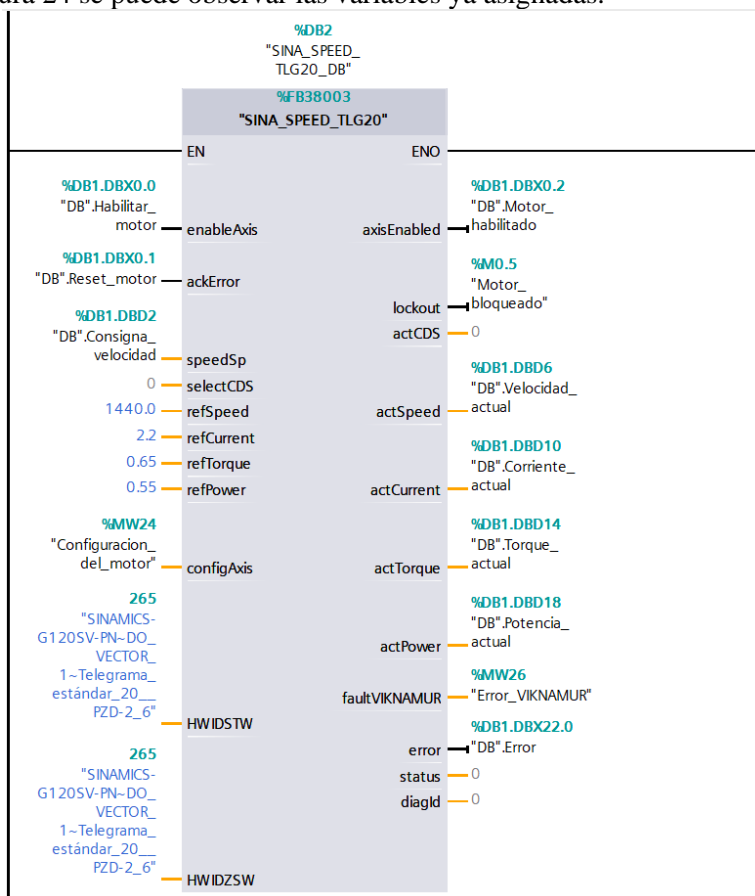 ura 24 se puede observar las variables ya asignadas.
%DB2
"SINA_SPEED_
TLG20_DB"
%FB38003
"SINA_SPEED_TLG20"
EN
ENO
%DB1.DBX0.0
"DB".Habilitar_
motor
enableAxis
%DB1.DBX0.1
"DB".Reset_motor
ackError
%DB1.DBD2
"DB".Consigna_
velocidad
speedSp
0
selectCDS
1440.0
refSpeed
2.2
refCurrent
0.65
refTorque
0.55
refPower
%MW24
"Configuracion_
del_motor"
configAxis
265
"SINAMICS-
G120SV-PN~DO_
VECTOR_
1~Telegrama_
estándar_20__
PZD-2_6"
HWIDSTW
265
"SINAMICS-
G120SV-PN~DO_
VECTOR_
1~Telegrama_
estándar_20__
PZD-2_6"
HWIDZSW
%DB1.DBX0.2
"DB".Motor_
axisEnabled
habilitado
%M0.5
"Motor_
bloqueado"
lockout
actCDS
0
%DB1.DBD6
"DB".Velocidad_
actSpeed
actual
%DB1.DBD10
"DB".Corriente_
actCurrent
actual
%DB1.DBD14
"DB".Torque_
actTorque
actual
%DB1.DBD18
"DB".Potencia_
actPower
actual
%MW26
faultVIKNAMUR
"Error_VIKNAMUR"
%DB1.DBX22.0
error
"DB".Error
status
0
diagId
0